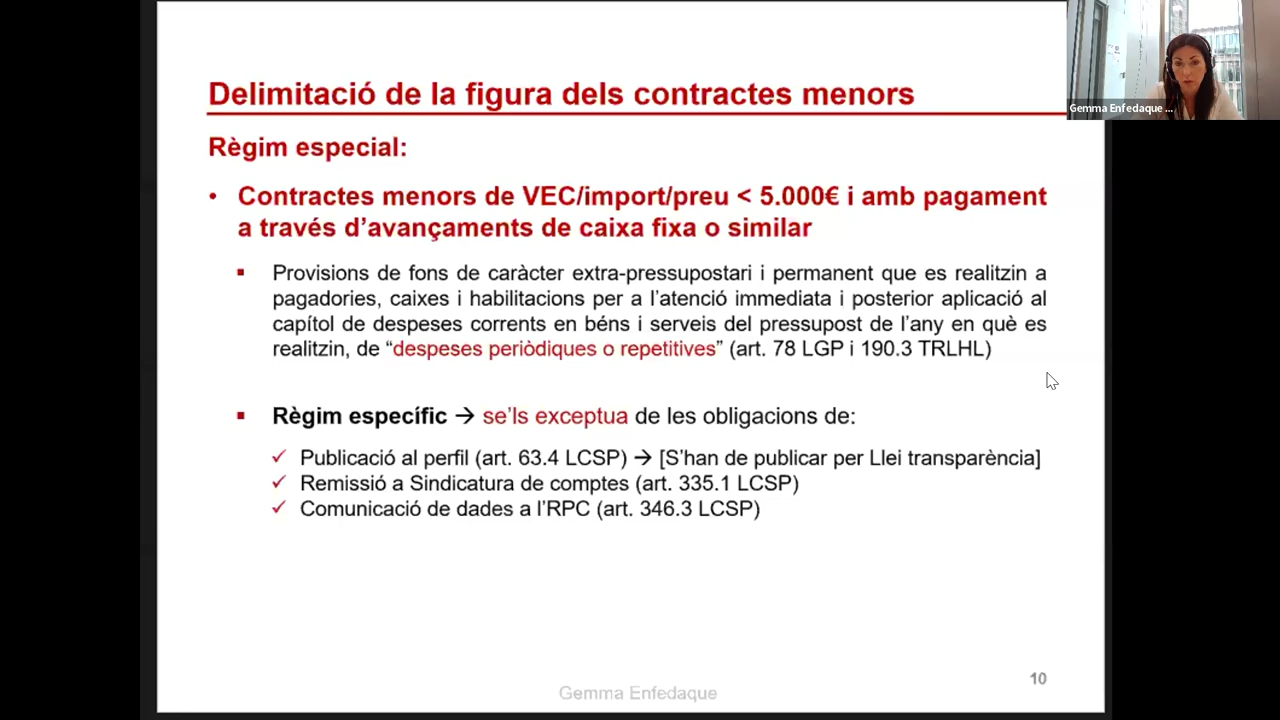 Delimitació de la figura dels contractes menors
Gemma Enfedaque ...
Règim especial:
• Contractes menors de VEC/import/preu < 5.000€ i amb pagament
a través d’avançaments de caixa fixa o similar
▪ Provisions de fons de caràcter extra-pressupostari i permanent que es realitzin a
pagadories, caixes i habilitacions per a l’atenció immediata i posterior aplicació al
capítol de despeses corrents en béns i serveis del pressupost de l’any en què es
realitzin, de “despeses periòdiques o repetitives” (art. 78 LGP i 190.3 TRLHL)
▪ Règim específic → se’ls exceptua de les obligacions de:
✓ Publicació al perfil (art. 63.4 LCSP) → [S’han de publicar per Llei transparència]
✓ Remissió a Sindicatura de comptes (art. 335.1 LCSP)
✓ Comunicació de dades a l’RPC (art. 346.3 LCSP)
10
Gemma Enfedaque